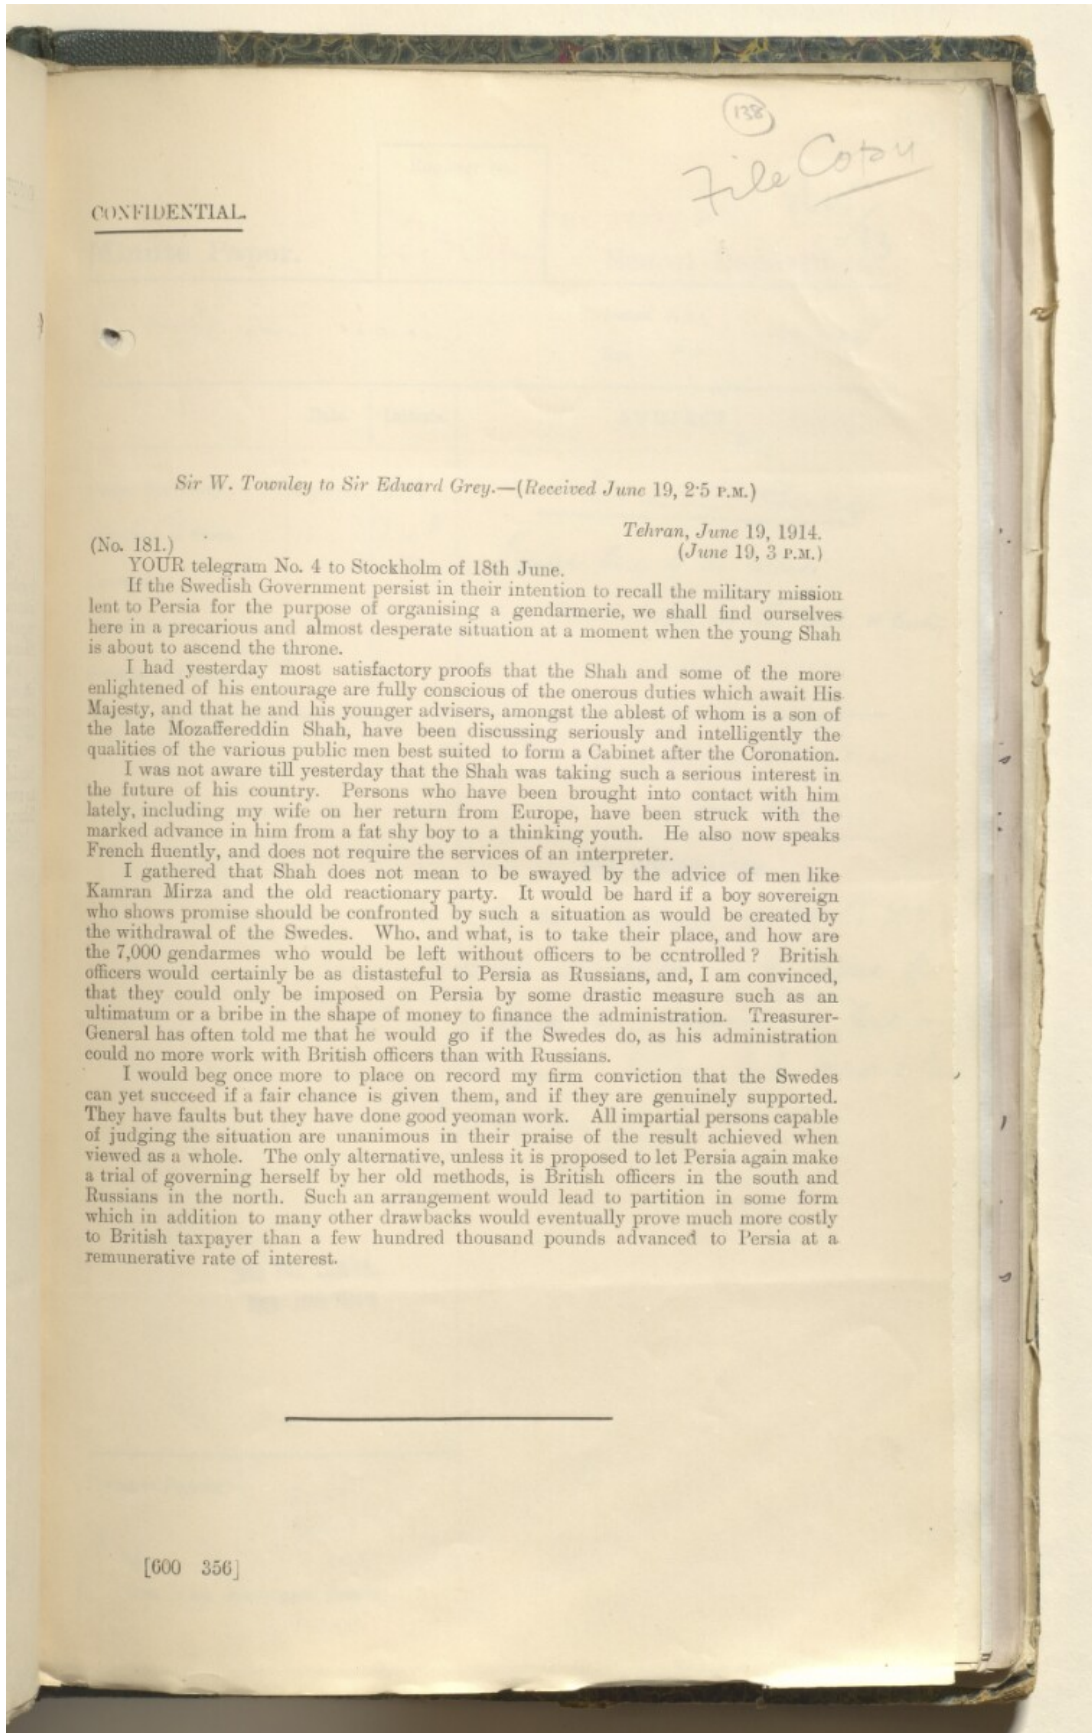 138
File Copy
CONFIDENTIAL.
Sir W. Townley to Sir Edward Grey.—(Received June 19, 2·5 P.M.)
Tehran, June 19, 1914.
(No. 181.)
(June 19, 3 P.M.)
YOUR telegram No. 4 to Stockholm of 18th June.
If the Swedish Government persist in their intention to recall the military mission
lent to Persia for the purpose of organising a gendarmerie, we shall find ourselves
here in a precarious and almost desperate situation at a moment when the young Shah
is about to ascend the throne.
I had yesterday most satisfactory proofs that the Shah and some of the more
enlightened of his entourage are fully conscious of the onerous duties which await His
Majesty, and that he and his younger advisers, amongst the ablest of whom is a son of
the late Mozaffereddin Shah, have been discussing seriously and intelligently the
qualities of the various public men best suited to form a Cabinet after the Coronation.
I was not aware till yesterday that the Shah was taking such a serious interest in
the future of his country. Persons who have been brought into contact with him
lately, including my wife on her return from Europe, have been struck with the
marked advance in him from a fat shy boy to a thinking youth. He also now speaks
French fluently, and does not require the services of an interpreter.
I gathered that Shah does not mean to be swayed by the advice of men like
Kamran Mirza and the old reactionary party. It would be hard if a boy sovereign
who shows promise should be confronted by such a situation as would be created by
the withdrawal of the Swedes. Who, and what, is to take their place, and how are
the 7,000 gendarmes who would be left without officers to be controlled? British
officers would certainly be as distasteful to Persia as Russians, and, I am convinced,
that they could only be imposed on Persia by some drastic measure such as an
ultimatum or a bribe in the shape of money to finance the administration. Treasurer-
General has often told me that he would go if the Swedes do, as his administration
could no more work with British officers than with Russians.
I would beg once more to place on record my firm conviction that the Swedes
can yet succeed if a fair chance is given them, and if they are genuinely supported.
They have faults but they have done good yeoman work. All impartial persons capable
of judging the situation are unanimous in their praise of the result achieved when
viewed as a whole. The only alternative, unless it is proposed to let Persia again make
a trial of governing herself by her old methods, is British officers in the south and
Russians in the north. Such an arrangement would lead to partition in some form
which in addition to many other drawbacks would eventually prove much more costly
to British taxpayer than a few hundred thousand pounds advanced to Persia at a
remunerative rate of interest.
[600 356]